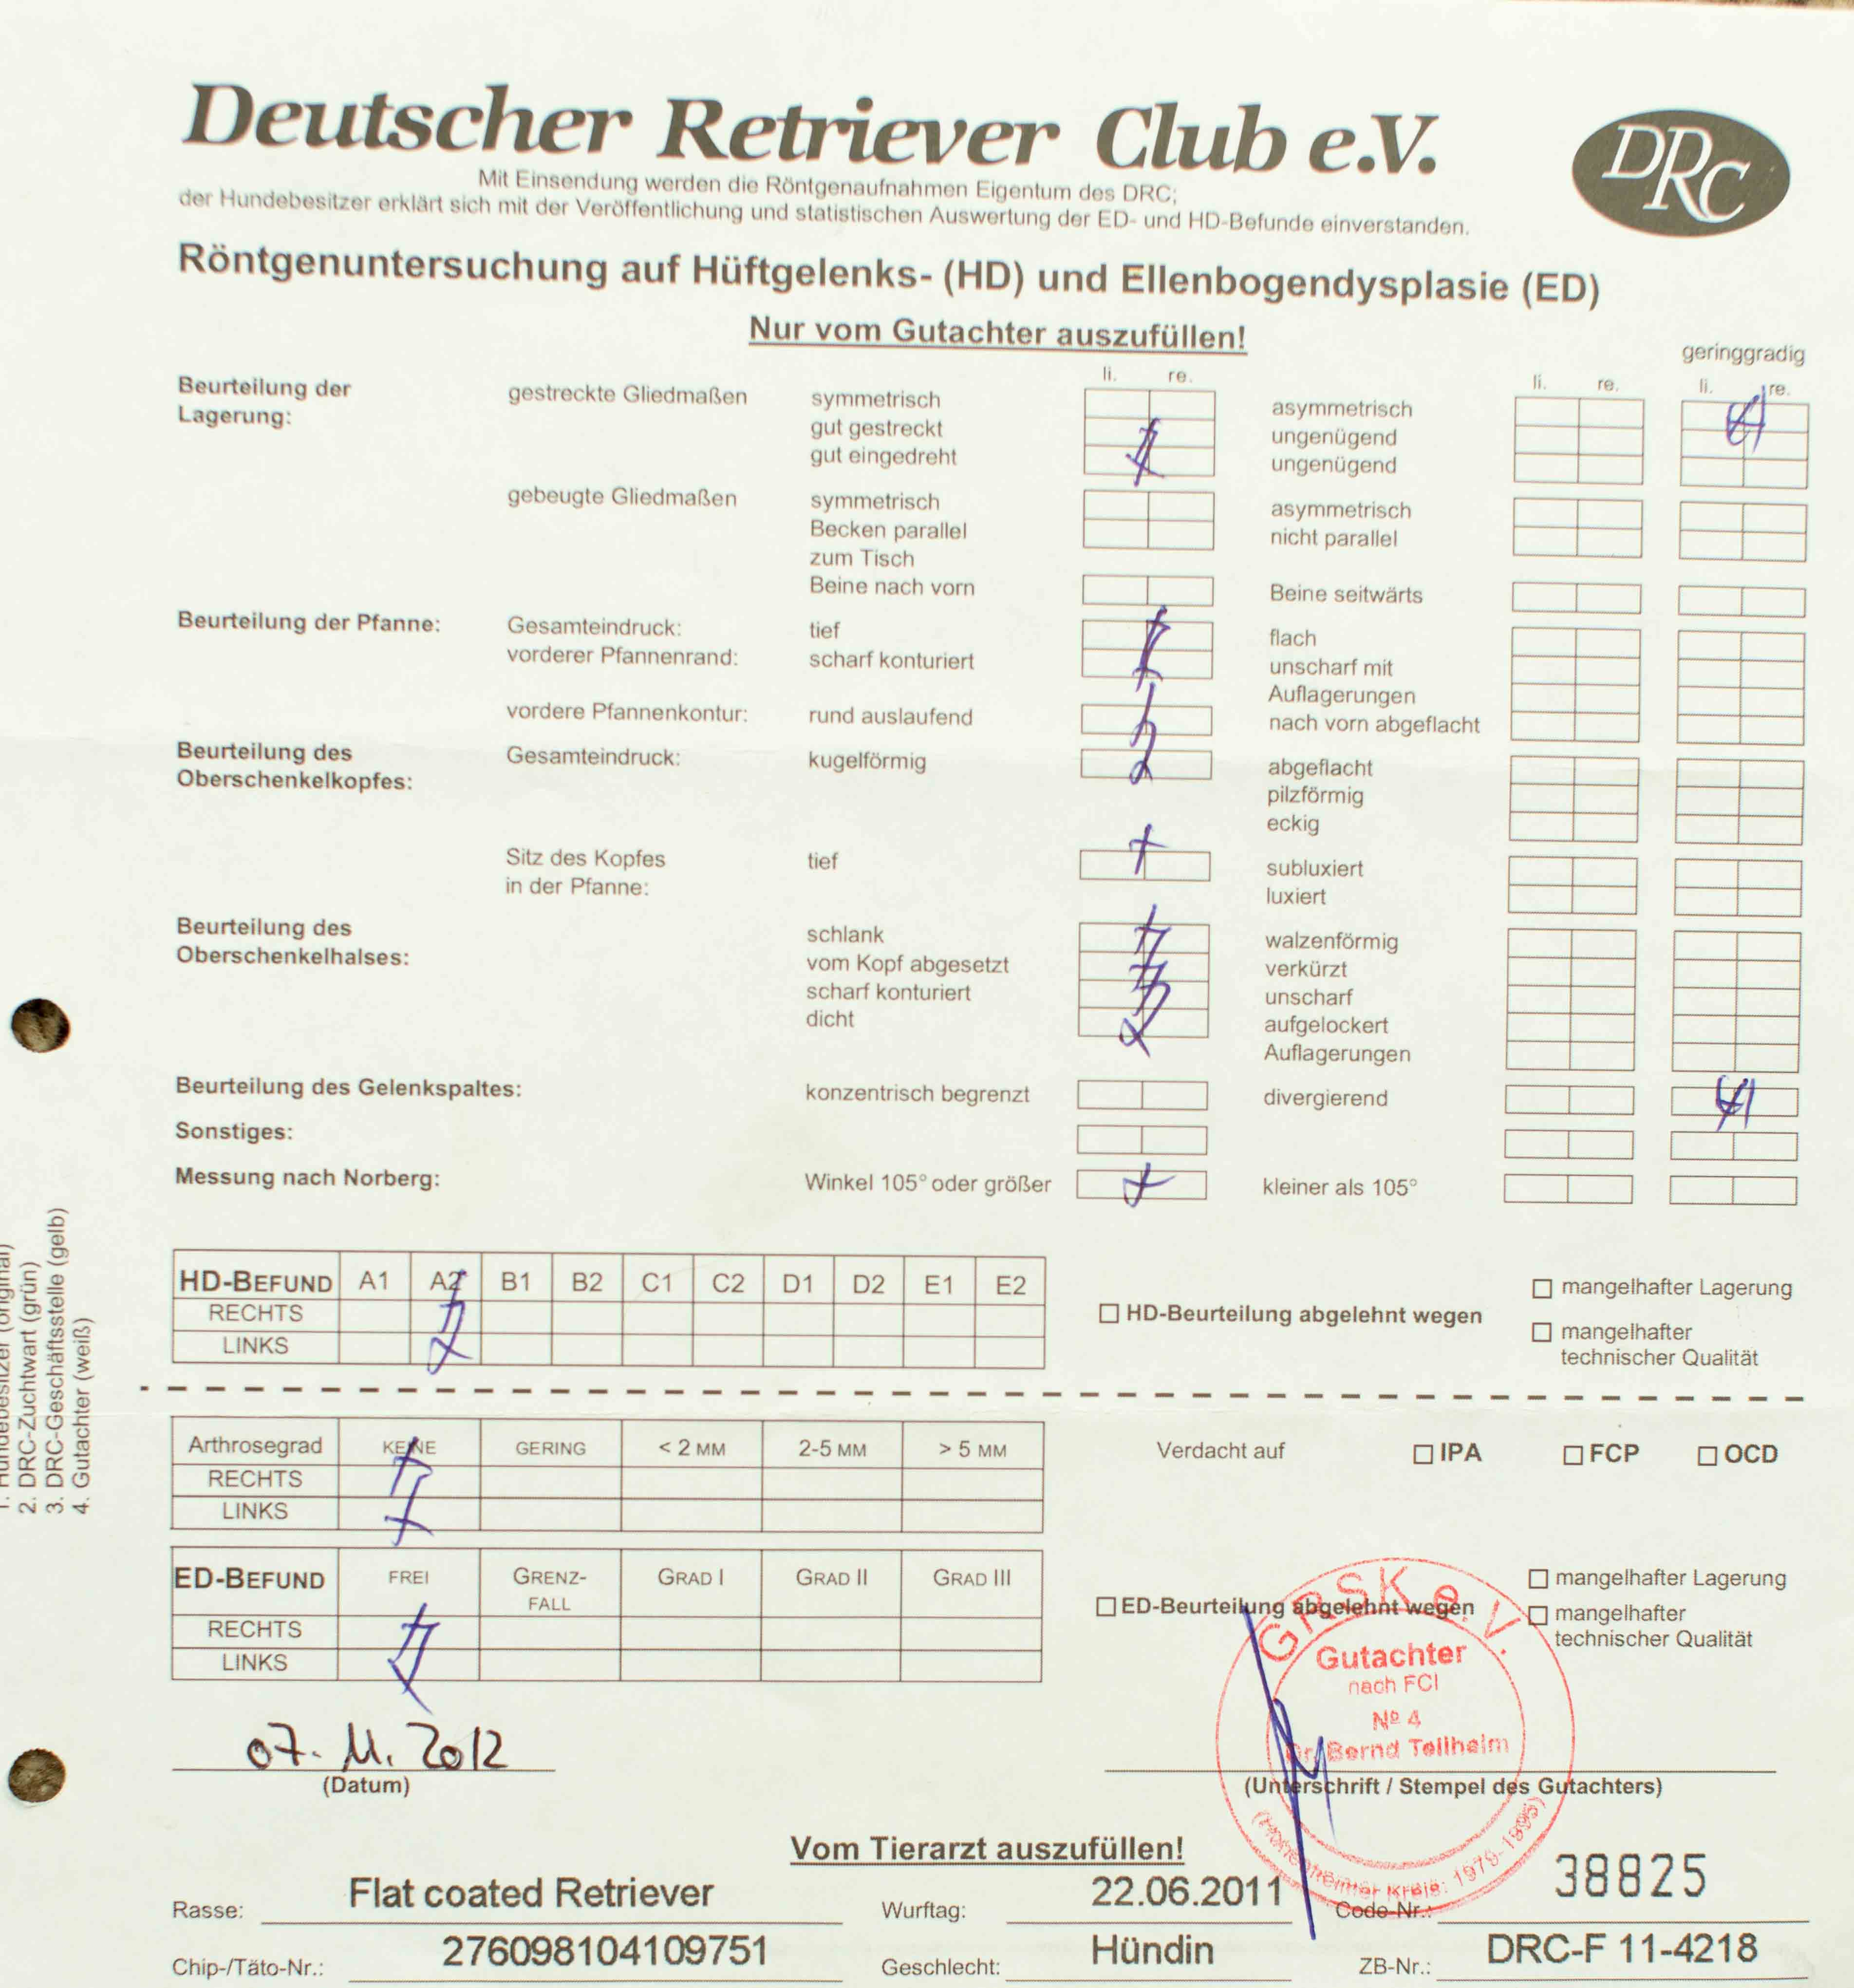 Deutscher Retriever Club e.V.
DRC
Mit Einsendung werden die Röntgenaufnahmen Eigentum des DRC;
der Hundebesitzer erklärt sich mit der Veröffentlichung und statistischen Auswertung der ED- und HD-Befunde einverstanden.
Röntgenuntersuchung auf Hüftgelenks- (HD) und Ellenbogendysplasie (ED)
Nur vom Gutachter auszufüllen!
geringgradig
li. re. li. re. li. re.
Beurteilung der Lagerung: gestreckte Gliedmaßen symmetrisch asymmetrisch
gut gestreckt ungenügend
gut eingedreht ungenügend
gebeugte Gliedmaßen symmetrisch asymmetrisch
Becken parallel nicht parallel
zum Tisch
Beine nach vorn Beine seitwärts
Beurteilung der Pfanne: Gesamteindruck: tief flach
vorderer Pfannenrand: scharf konturiert unscharf mit
Auflagerungen
vordere Pfannenkontur: rund auslaufend nach vorn abgeflacht
Beurteilung des Oberschenkelkopfes: Gesamteindruck: kugelförmig abgeflacht
pilzförmig
eckig
Sitz des Kopfes tief subluxiert
in der Pfanne: luxiert
Beurteilung des Oberschenkelhalses: schlank walzenförmig
vom Kopf abgesetzt verkürzt
scharf konturiert unscharf
dicht aufgelockert
Auflagerungen
Beurteilung des Gelenkspaltes: konzentrisch begrenzt divergierend
Sonstiges:
Messung nach Norberg: Winkel 105° oder größer kleiner als 105°
HD-BEFUND A1 A2 B1 B2 C1 C2 D1 D2 E1 E2
RECHTS
LINKS
HD-Beurteilung abgelehnt wegen
mangelhafter Lagerung
mangelhafter
technischer Qualität
Arthrosegrad KEINE GERING < 2 MM 2-5 MM > 5 MM
RECHTS
LINKS
Verdacht auf IPA FCP OCD
ED-BEFUND FREI GRENZ-FALL GRAD I GRAD II GRAD III
RECHTS
LINKS
ED-Beurteilung abgelehnt wegen
mangelhafter Lagerung
mangelhafter
technischer Qualität
GRSK e.V.
Gutachter
nach FCI
Nº 4
Dr. Bernd Tellhelm
(Hohenheimer Kreis: 1979-1995)
07. 11. 2012
(Datum)
(Unterschrift / Stempel des Gutachters)
Vom Tierarzt auszufüllen!
Rasse: Flat coated Retriever Wurftag: 22.06.2011 Code-Nr.: 38825
Chip-/Täto-Nr.: 276098104109751 Geschlecht: Hündin ZB-Nr.: DRC-F 11-4218
2. DRC-Zuchtwart (grün)
3. DRC-Geschäftsstelle (gelb)
4. Gutachter (weiß)